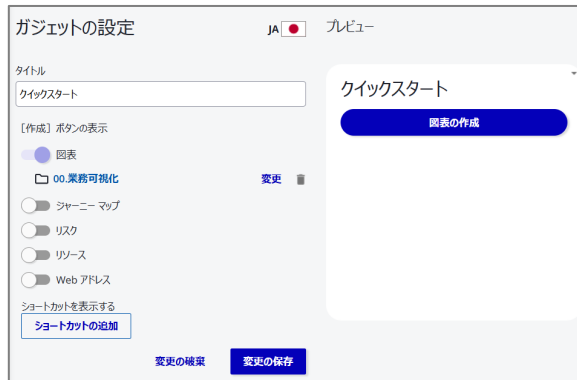 ガジェットの設定
JA
プレビュー
タイトル
クイックスタート
クイックスタート
図表の作成
［作成］ボタンの表示
図表
00.業務可視化
変更
ジャーニー マップ
リスク
リソース
Web アドレス
ショートカットを表示する
ショートカットの追加
変更の破棄
変更の保存